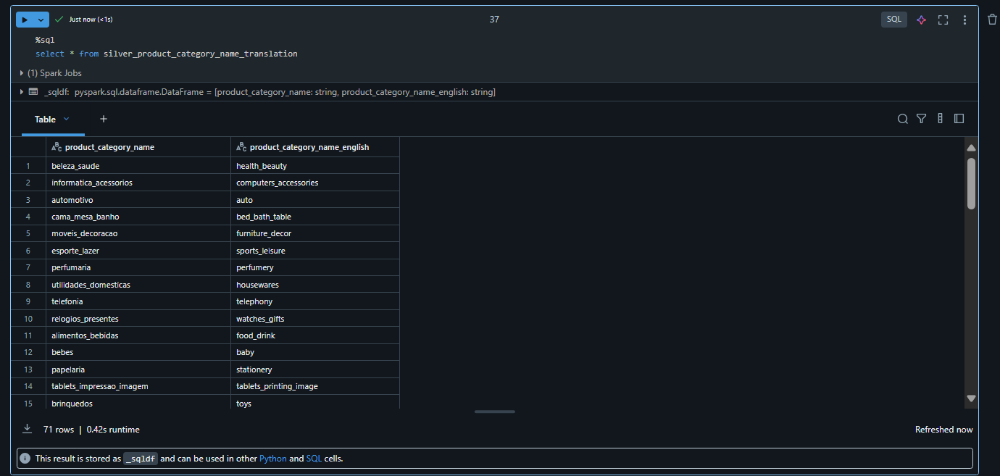 Just now (<1s)
37
SQL
%sql
select * from silver_product_category_name_translation
(1) Spark Jobs
_sqldf: pyspark.sql.dataframe.DataFrame = [product_category_name: string, product_category_name_english: string]
Table
+
ABC product_category_name ABC product_category_name_english
1 beleza_saude health_beauty
2 informatica_acessorios computers_accessories
3 automotivo auto
4 cama_mesa_banho bed_bath_table
5 moveis_decoracao furniture_decor
6 esporte_lazer sports_leisure
7 perfumaria perfumery
8 utilidades_domesticas housewares
9 telefonia telephony
10 relogios_presentes watches_gifts
11 alimentos_bebidas food_drink
12 bebes baby
13 papelaria stationery
14 tablets_impressao_imagem tablets_printing_image
15 brinquedos toys
71 rows | 0.42s runtime
Refreshed now
This result is stored as _sqldf and can be used in other Python and SQL cells.